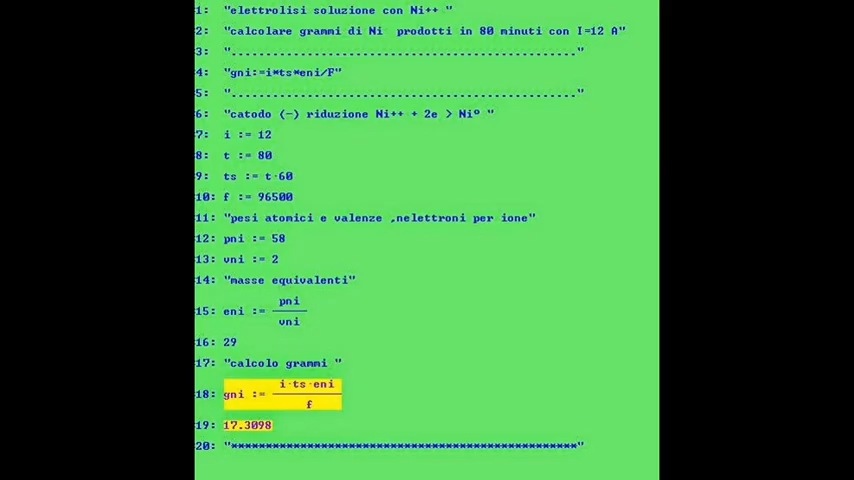 1: "elettrolisi soluzione con Ni++ "
2: "calcolare grammi di Ni prodotti in 80 minuti con I=12 A"
3: ".................................................."
4: "gni:=i*ts*eni/F"
5: ".................................................."
6: "catodo (-) riduzione Ni++ + 2e > Ni° "
7: i := 12
8: t := 80
9: ts := t·60
10: f := 96500
11: "pesi atomici e valenze ,nelettroni per ione"
12: pni := 58
13: vni := 2
14: "masse equivalenti"
pni
15: eni :=
vni
16: 29
17: "calcolo grammi "
i·ts·eni
18: gni :=
f
19: 17.3098
20: "**************************************************"